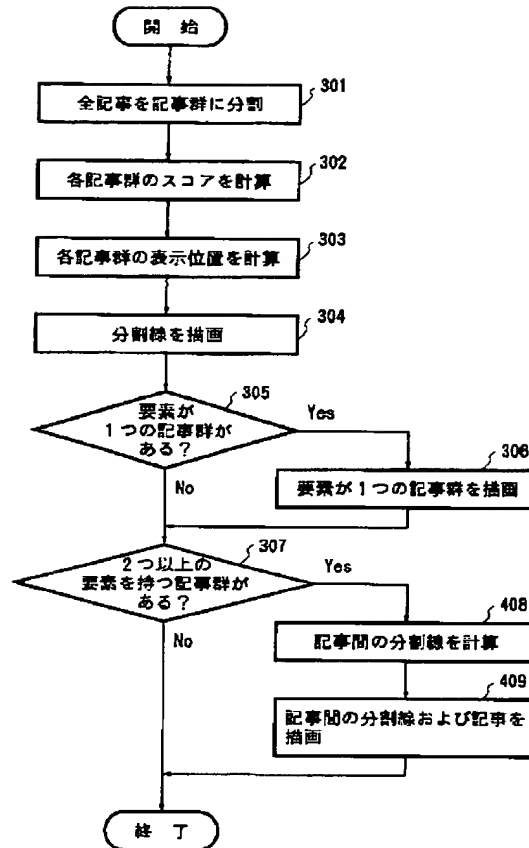 開 始
301
全記事を記事群に分割
302
各記事群のスコアを計算
303
各記事群の表示位置を計算
304
分割線を描画
305
要素が
1つの記事群が
ある?
Yes
No
306
要素が1つの記事群を描画
307
2つ以上の
要素を持つ記事群が
ある?
Yes
No
408
記事間の分割線を計算
409
記事間の分割線および記事を
描画
終 了